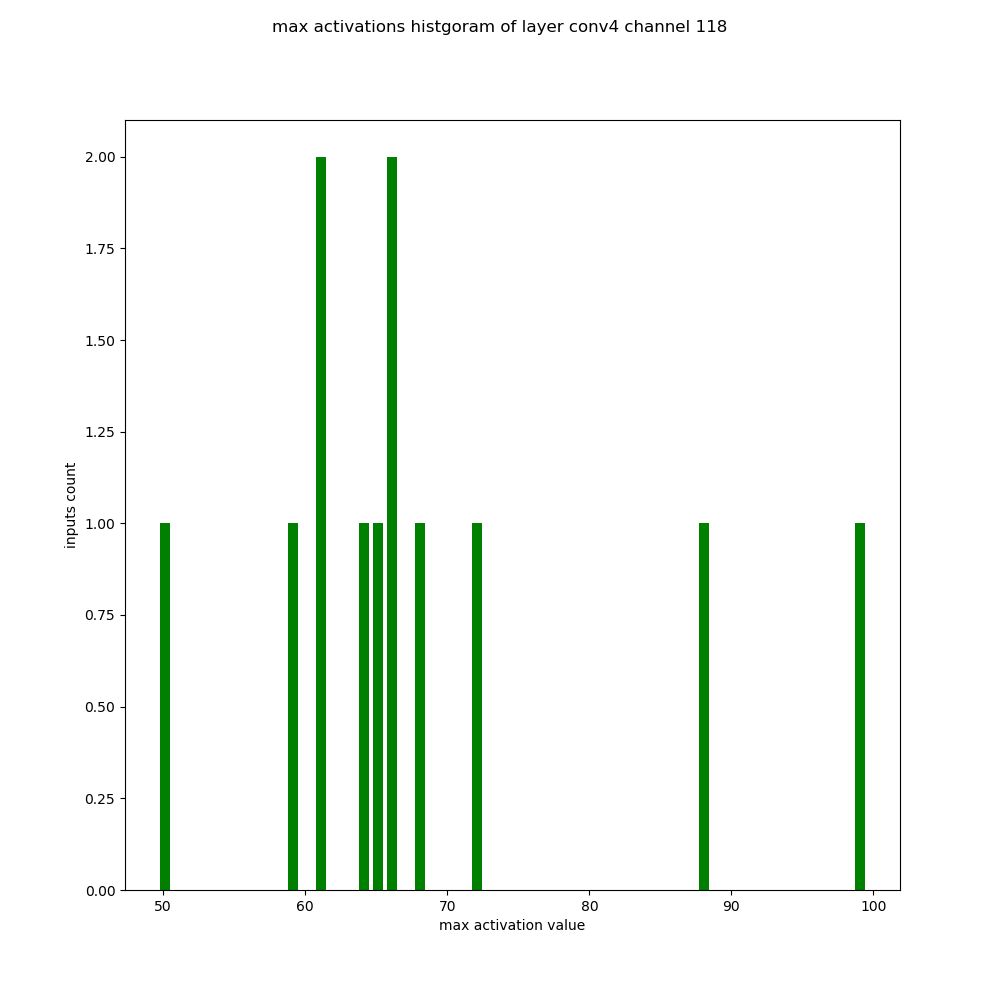 max activations histgoram of layer conv4 channel 118
2.00
1.75
1.50
1.25
1.00
0.75
0.50
0.25
0.00
inputs count
50 60 70 80 90 100
max activation value